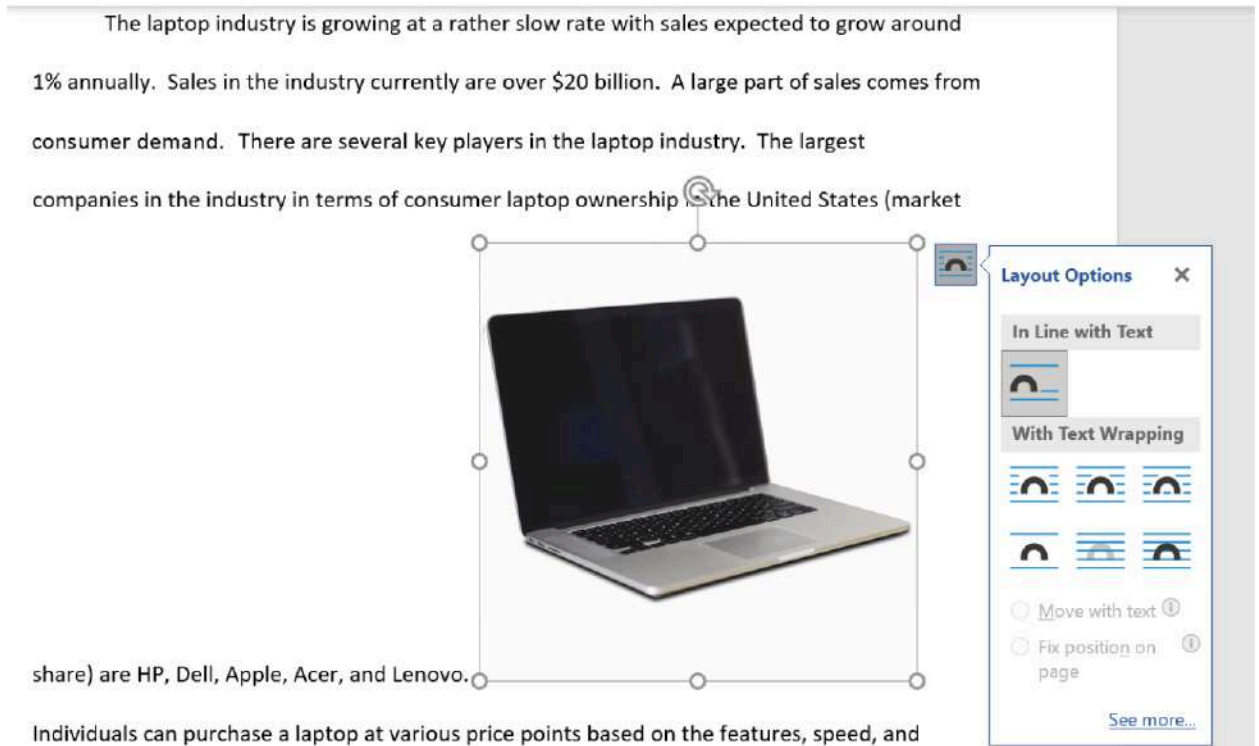 The laptop industry is growing at a rather slow rate with sales expected to grow around
1% annually.  Sales in the industry currently are over $20 billion.  A large part of sales comes from
consumer demand.  There are several key players in the laptop industry.  The largest
companies in the industry in terms of consumer laptop ownership the United States (market
Layout Options
In Line with Text
With Text Wrapping
Move with text
Fix position on
page
See more...
share) are HP, Dell, Apple, Acer, and Lenovo.
Individuals can purchase a laptop at various price points based on the features, speed, and